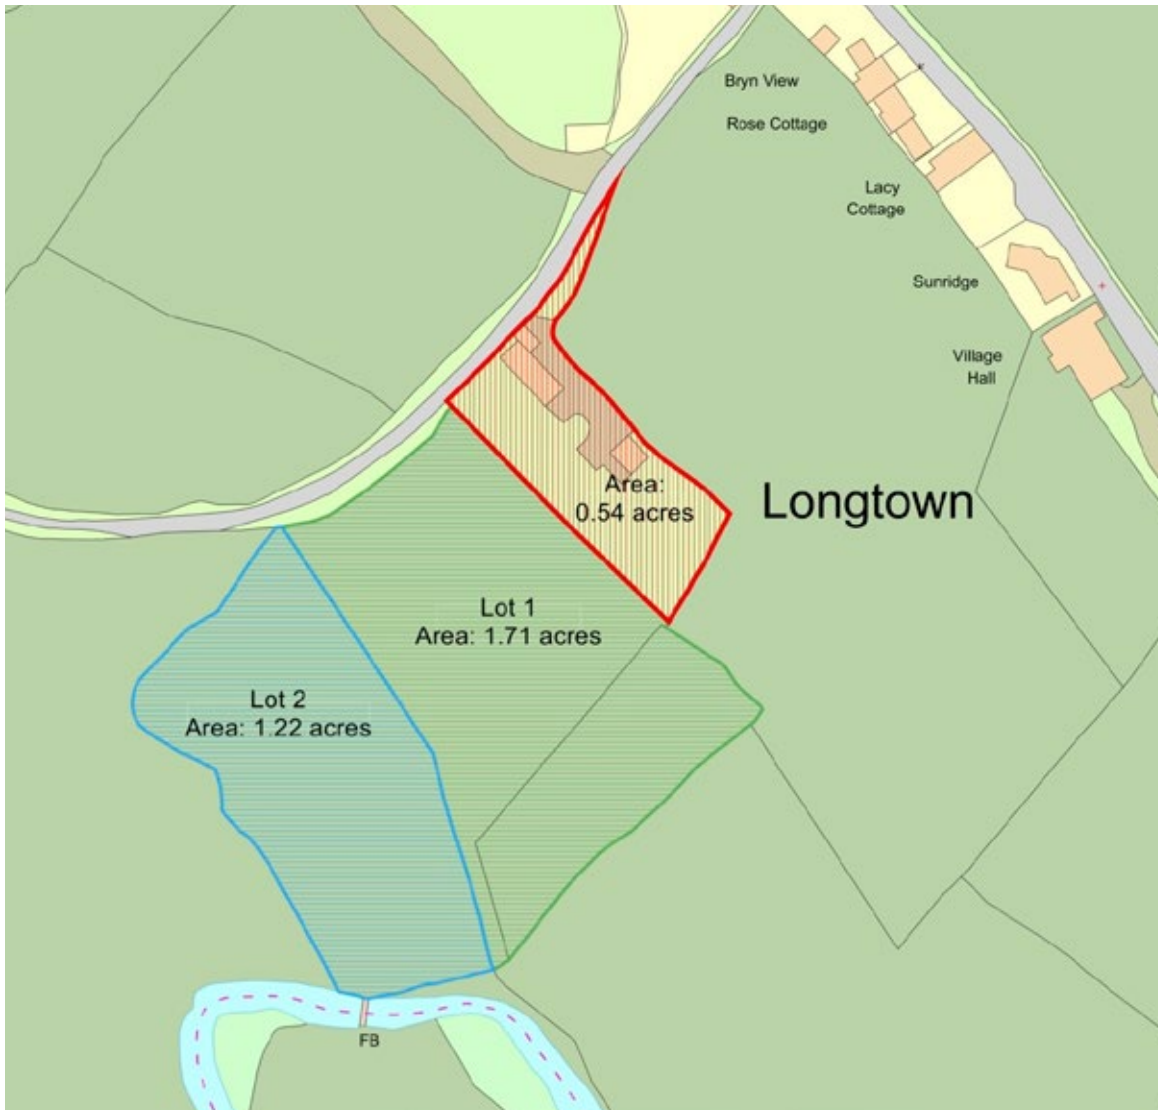 Bryn View
Rose Cottage
Lacy
Cottage
Sunridge
Village
Hall
Area:
0.54 acres
Longtown
Lot 1
Area: 1.71 acres
Lot 2
Area: 1.22 acres
FB